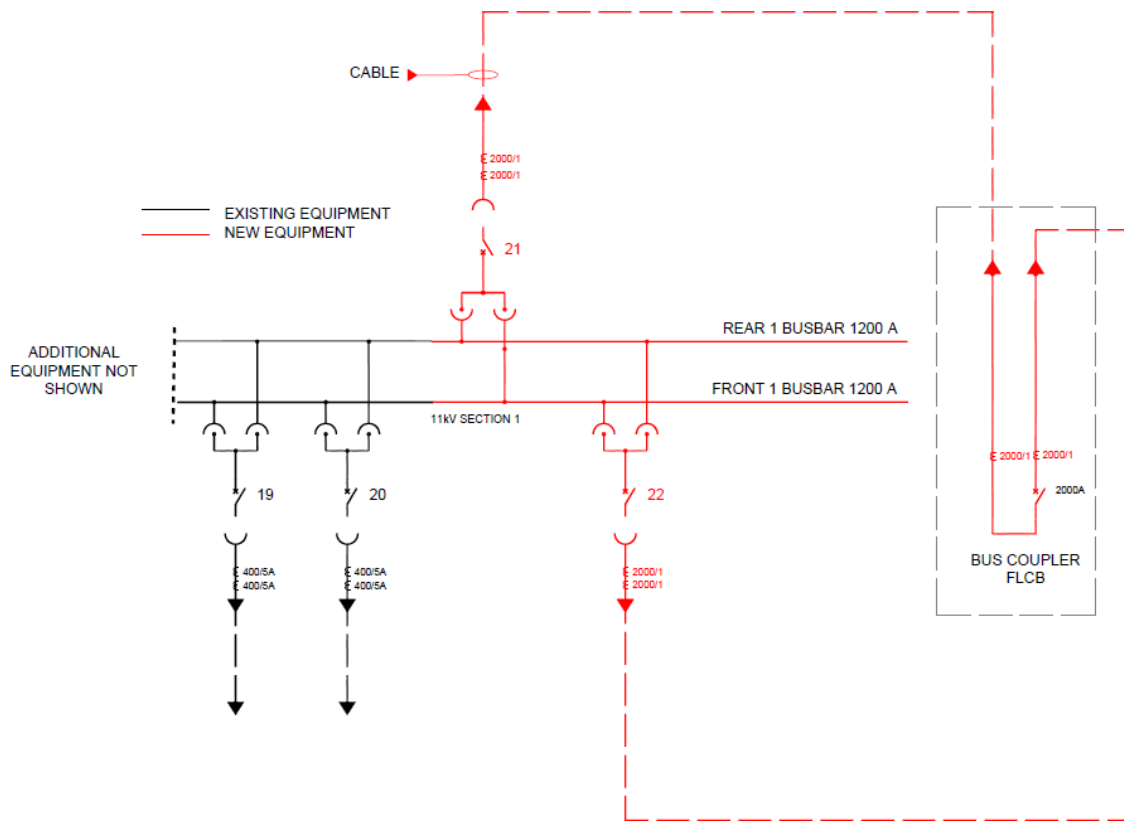 CABLE
2000/1
2000/1
EXISTING EQUIPMENT
NEW EQUIPMENT
21
REAR 1 BUSBAR 1200 A
ADDITIONAL
EQUIPMENT NOT
SHOWN
FRONT 1 BUSBAR 1200 A
11kV SECTION 1
2000/1
2000/1
19
20
22
2000A
BUS COUPLER
FLCB
400/5A
400/5A
400/5A
400/5A
2000/1
2000/1